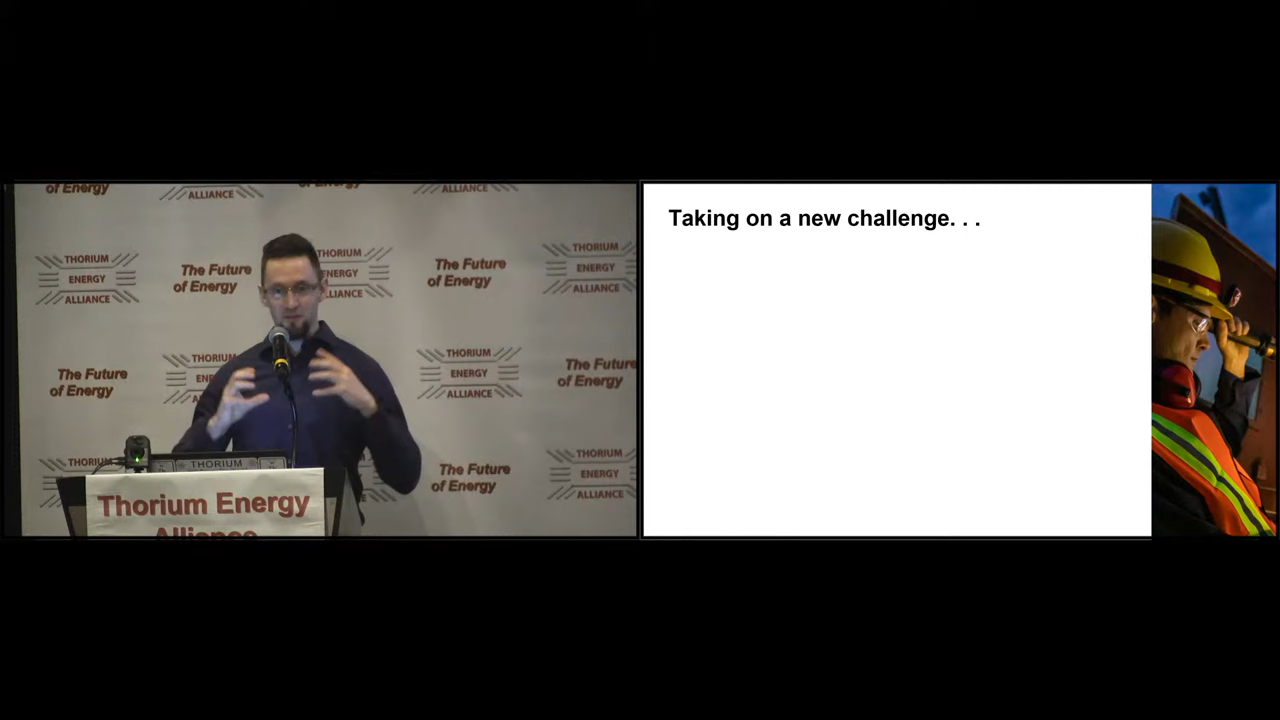 of Energy
ALLIANCE
of Energy
ALLIANCE
THORIUM
ENERGY
ALLIANCE
The Future
of Energy
THORIUM
ENERGY
ALLIANCE
The Future
of Energy
THORIUM
ENERGY
ALLIANCE
The Future
of Energy
THORIUM
THORIUM
ENERGY
ALLIANCE
The Future
of Energy
THORIUM
The Future
of Energy
THORIUM
ENERGY
ALLIANCE
THORIUM
Thorium Energy
Alliance
Taking on a new challenge. . .